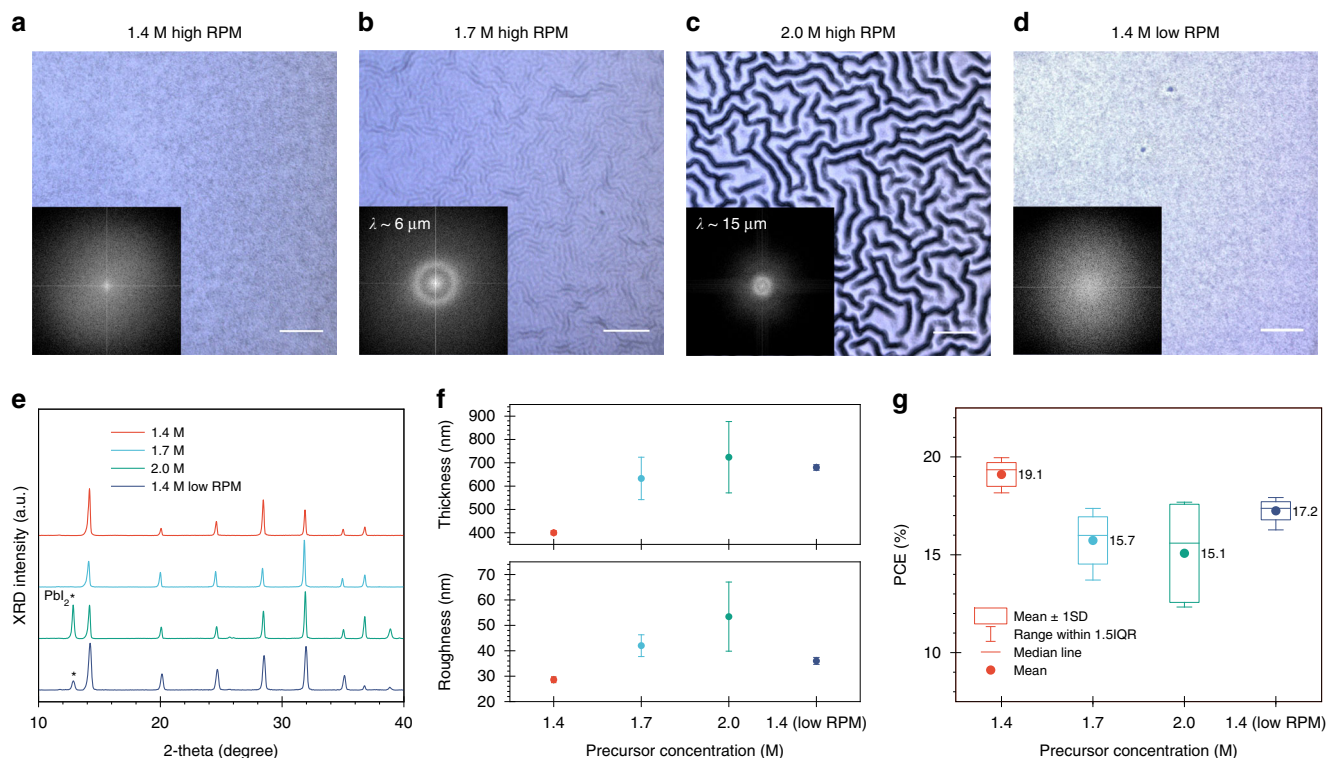 a
1.4 M high RPM
b
1.7 M high RPM
λ ~ 6 μm
c
2.0 M high RPM
λ ~ 15 μm
d
1.4 M low RPM
e
XRD intensity (a.u.)
1.4 M
1.7 M
2.0 M
1.4 M low RPM
PbI2*
*
10 20 30 40
2-theta (degree)
f
Thickness (nm)
900
800
700
600
500
400
Roughness (nm)
70
60
50
40
30
20
1.4 1.7 2.0 1.4 (low RPM)
Precursor concentration (M)
g
PCE (%)
20
15
10
19.1
15.7
15.1
17.2
Mean ± 1SD
Range within 1.5IQR
Median line
Mean
1.4 1.7 2.0 1.4 (low RPM)
Precursor concentration (M)